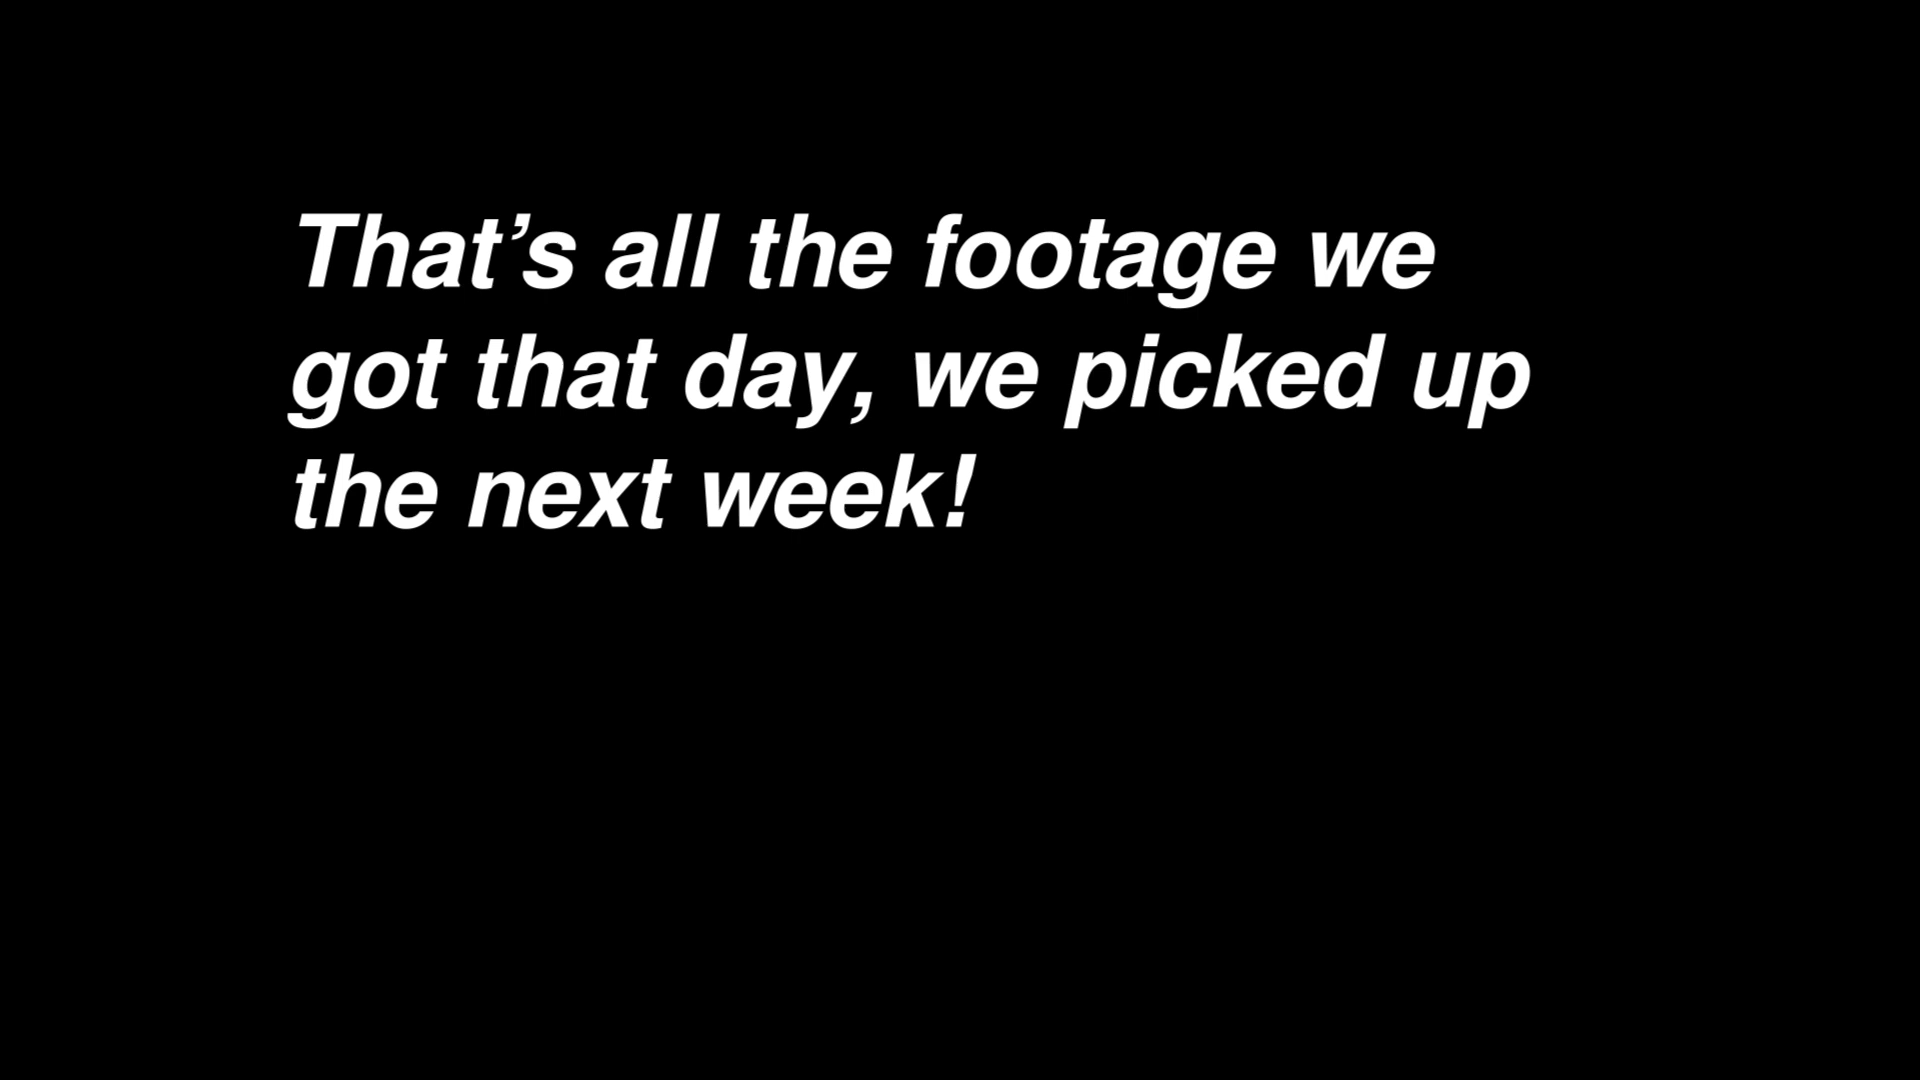 That’s all the footage we
got that day, we picked up
the next week!